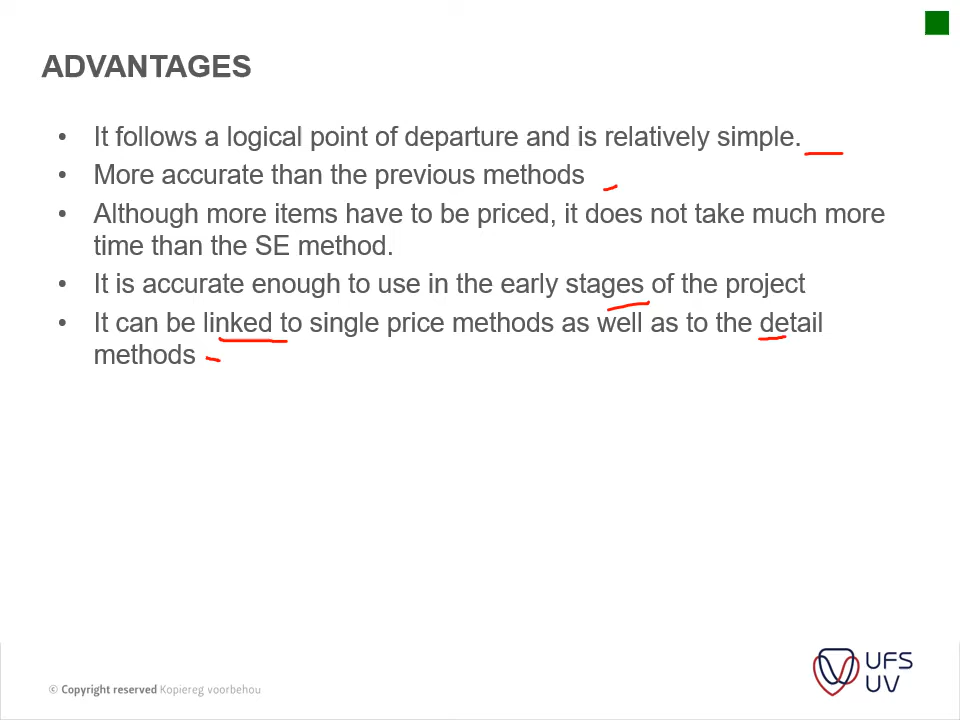 ADVANTAGES
• It follows a logical point of departure and is relatively simple.
• More accurate than the previous methods
• Although more items have to be priced, it does not take much more
time than the SE method.
• It is accurate enough to use in the early stages of the project
• It can be linked to single price methods as well as to the detail
methods
© Copyright reserved Kopiereg voorbehou
UFS
UV